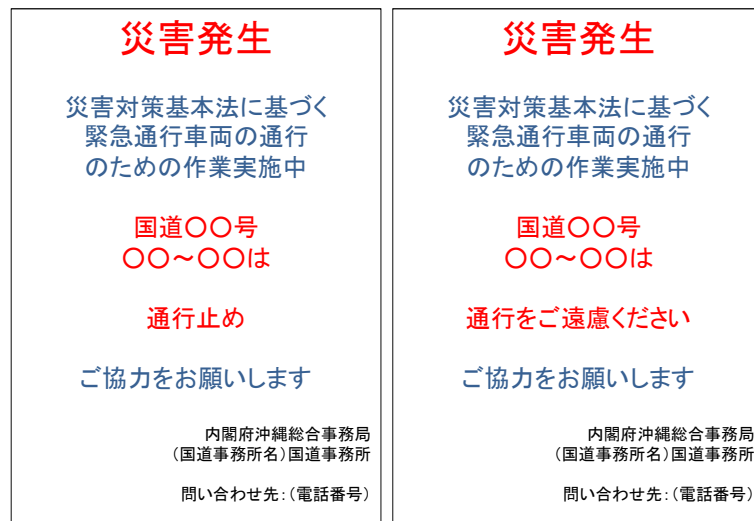 災害発生
災害対策基本法に基づく
緊急通行車両の通行
のための作業実施中
国道〇〇号
〇〇～〇〇は
通行止め
ご協力をお願いします
内閣府沖縄総合事務局
（国道事務所名）国道事務所
問い合わせ先：（電話番号）
災害発生
災害対策基本法に基づく
緊急通行車両の通行
のための作業実施中
国道〇〇号
〇〇～〇〇は
通行をご遠慮ください
ご協力をお願いします
内閣府沖縄総合事務局
（国道事務所名）国道事務所
問い合わせ先：（電話番号）